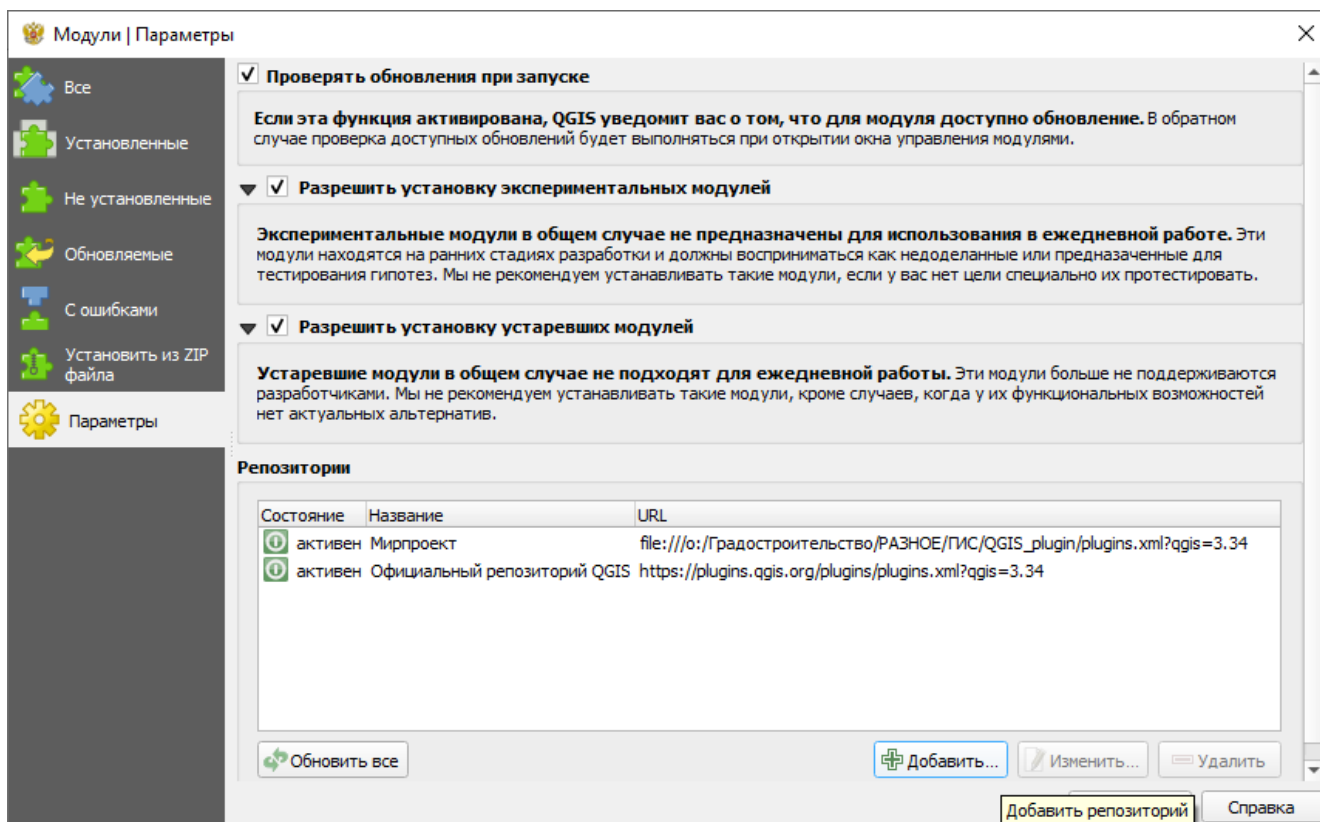 Модули | Параметры
Все
Установленные
Не установленные
Обновляемые
С ошибками
Установить из ZIP
файла
Параметры
Проверять обновления при запуске
Если эта функция активирована, QGIS уведомит вас о том, что для модуля доступно обновление. В обратном
случае проверка доступных обновлений будет выполняться при открытии окна управления модулями.
Разрешить установку экспериментальных модулей
Экспериментальные модули в общем случае не предназначены для использования в ежедневной работе. Эти
модули находятся на ранних стадиях разработки и должны восприниматься как недоделанные или предназаченные для
тестирования гипотез. Мы не рекомендуем устанавливать такие модули, если у вас нет цели специально их протестировать.
Разрешить установку устаревших модулей
Устаревшие модули в общем случае не подходят для ежедневной работы. Эти модули больше не поддерживаются
разработчиками. Мы не рекомендуем устанавливать такие модули, кроме случаев, когда у их функциональных возможностей
нет актуальных альтернатив.
Репозитории
Состояние Название URL
активен Мирпроект file:///o:/Градостроительство/РАЗНОЕ/ГИС/QGIS_plugin/plugins.xml?qgis=3.34
активен Официальный репозиторий QGIS https://plugins.qgis.org/plugins/plugins.xml?qgis=3.34
Обновить все Добавить... Изменить... Удалить
Добавить репозиторий Справка